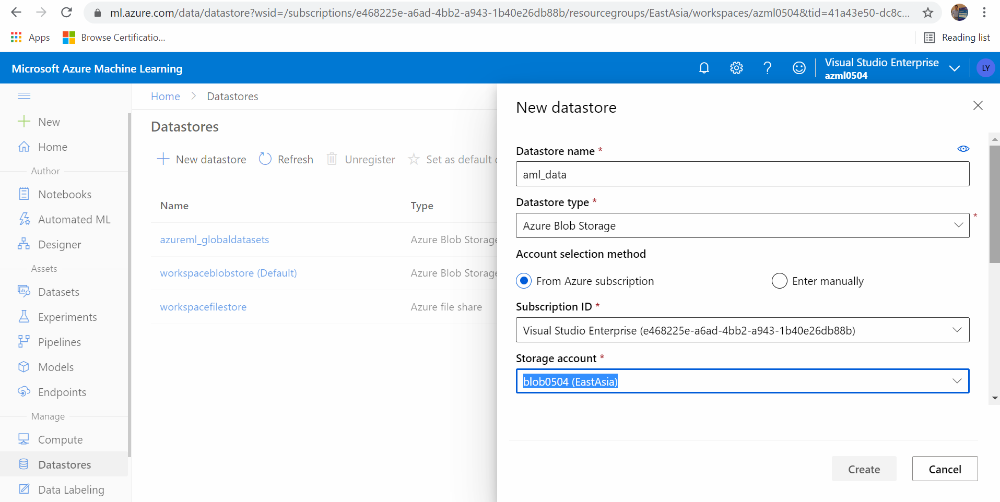 ml.azure.com/data/datastore?wsid=/subscriptions/e468225e-a6ad-4bb2-a943-1b40e26db88b/resourcegroups/EastAsia/workspaces/azml0504&tid=41a43e50-dc8c...
Apps
Browse Certificatio...
Reading list
Microsoft Azure Machine Learning
?
Visual Studio Enterprise
azml0504
LY
New
Home
Author
Notebooks
Automated ML
Designer
Assets
Datasets
Experiments
Pipelines
Models
Endpoints
Manage
Compute
Datastores
Data Labeling
Home > Datastores
Datastores
New datastore Refresh Unregister Set as default
Name Type
azureml_globaldatasets Azure Blob Storage
workspaceblobstore (Default) Azure Blob Storage
workspacefilestore Azure file share
New datastore
Datastore name *
aml_data
Datastore type *
Azure Blob Storage *
Account selection method
From Azure subscription Enter manually
Subscription ID *
Visual Studio Enterprise (e468225e-a6ad-4bb2-a943-1b40e26db88b)
Storage account *
blob0504 (EastAsia)
Create Cancel